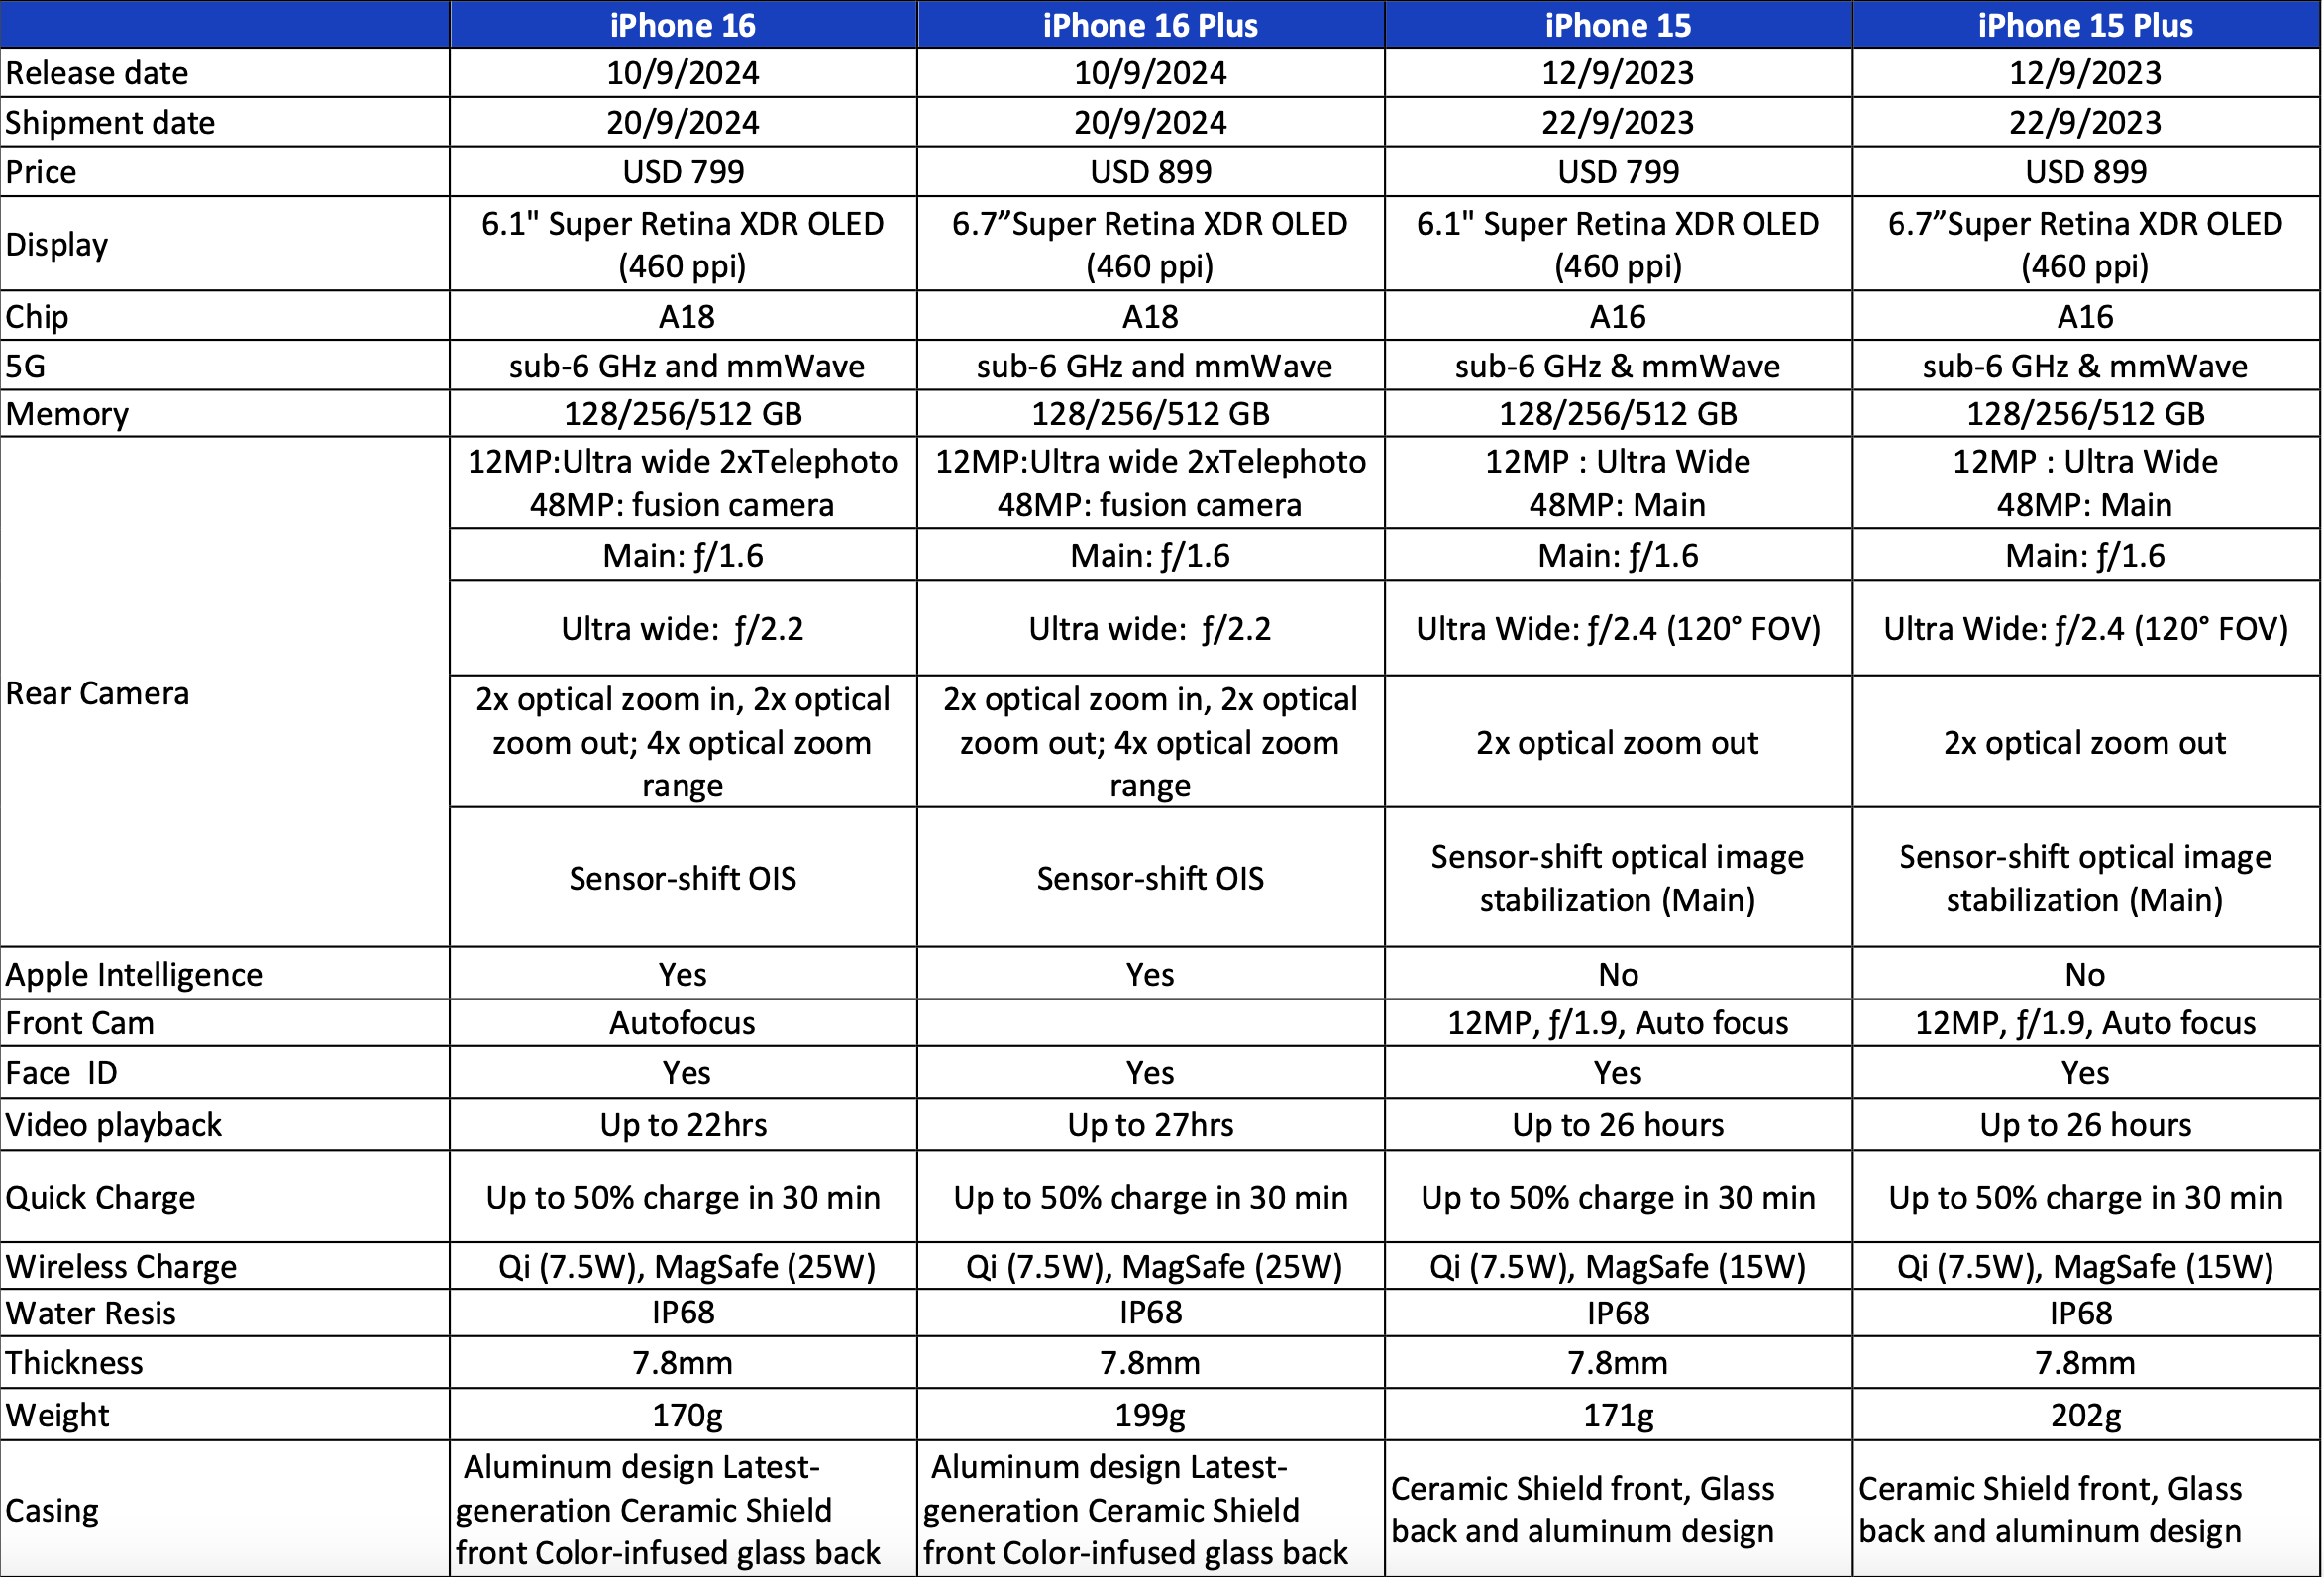 iPhone 16 iPhone 16 Plus iPhone 15 iPhone 15 Plus
Release date 10/9/2024 10/9/2024 12/9/2023 12/9/2023
Shipment date 20/9/2024 20/9/2024 22/9/2023 22/9/2023
Price USD 799 USD 899 USD 799 USD 899
Display 6.1" Super Retina XDR OLED (460 ppi) 6.7”Super Retina XDR OLED (460 ppi) 6.1" Super Retina XDR OLED (460 ppi) 6.7”Super Retina XDR OLED (460 ppi)
Chip A18 A18 A16 A16
5G sub-6 GHz and mmWave sub-6 GHz and mmWave sub-6 GHz & mmWave sub-6 GHz & mmWave
Memory 128/256/512 GB 128/256/512 GB 128/256/512 GB 128/256/512 GB
Rear Camera
12MP:Ultra wide 2xTelephoto 12MP:Ultra wide 2xTelephoto 12MP : Ultra Wide 12MP : Ultra Wide
48MP: fusion camera 48MP: fusion camera 48MP: Main 48MP: Main
Main: ƒ/1.6 Main: ƒ/1.6 Main: ƒ/1.6 Main: ƒ/1.6
Ultra wide:  ƒ/2.2 Ultra wide:  ƒ/2.2 Ultra Wide: ƒ/2.4 (120° FOV) Ultra Wide: ƒ/2.4 (120° FOV)
2x optical zoom in, 2x optical zoom out; 4x optical zoom range 2x optical zoom in, 2x optical zoom out; 4x optical zoom range 2x optical zoom out 2x optical zoom out
Sensor-shift OIS Sensor-shift OIS Sensor-shift optical image stabilization (Main) Sensor-shift optical image stabilization (Main)
Apple Intelligence Yes Yes No No
Front Cam Autofocus 12MP, ƒ/1.9, Auto focus 12MP, ƒ/1.9, Auto focus
Face  ID Yes Yes Yes Yes
Video playback Up to 22hrs Up to 27hrs Up to 26 hours Up to 26 hours
Quick Charge Up to 50% charge in 30 min Up to 50% charge in 30 min Up to 50% charge in 30 min Up to 50% charge in 30 min
Wireless Charge Qi (7.5W), MagSafe (25W) Qi (7.5W), MagSafe (25W) Qi (7.5W), MagSafe (15W) Qi (7.5W), MagSafe (15W)
Water Resis IP68 IP68 IP68 IP68
Thickness 7.8mm 7.8mm 7.8mm 7.8mm
Weight 170g 199g 171g 202g
Casing Aluminum design Latest-generation Ceramic Shield front Color-infused glass back Aluminum design Latest-generation Ceramic Shield front Color-infused glass back Ceramic Shield front, Glass back and aluminum design Ceramic Shield front, Glass back and aluminum design